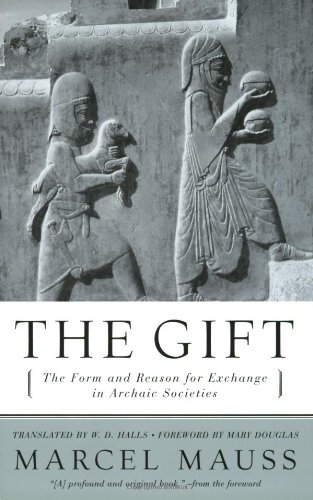 THE GIFT
The Form and Reason for Exchange
in Archaic Societies
TRANSLATED BY W. D. HALLS • FOREWORD BY MARY DOUGLAS
MARCEL MAUSS
"[A] profound and original book."–from the foreword